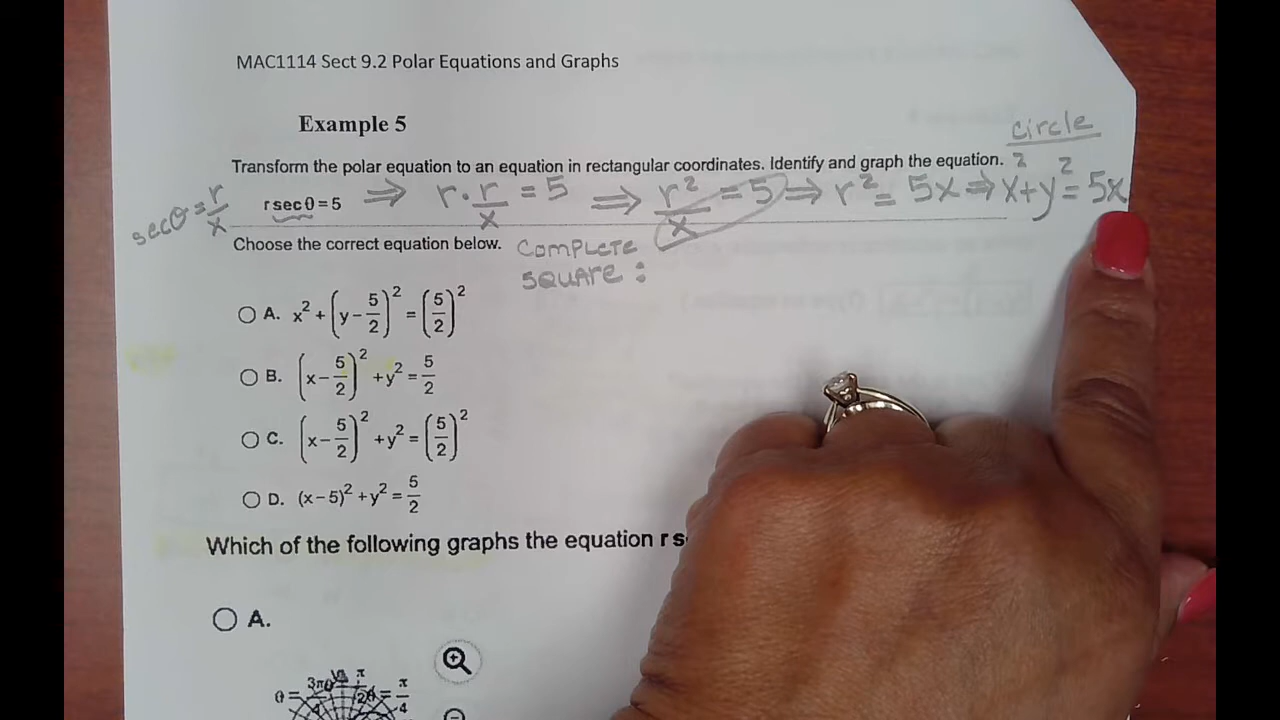 MAC1114 Sect 9.2 Polar Equations and Graphs
Example 5
circle
Transform the polar equation to an equation in rectangular coordinates. Identify and graph the equation.
secθ = r/x
r sec θ = 5 ⇒ r · r/x = 5 ⇒ r²/x = 5 ⇒ r² = 5x ⇒ x² + y² = 5x
Choose the correct equation below.
COMPLETE
SQUARE :
A. x² + (y − 5/2)² = (5/2)²
B. (x − 5/2)² + y² = 5/2
C. (x − 5/2)² + y² = (5/2)²
D. (x − 5)² + y² = 5/2
Which of the following graphs the equation r s
A.